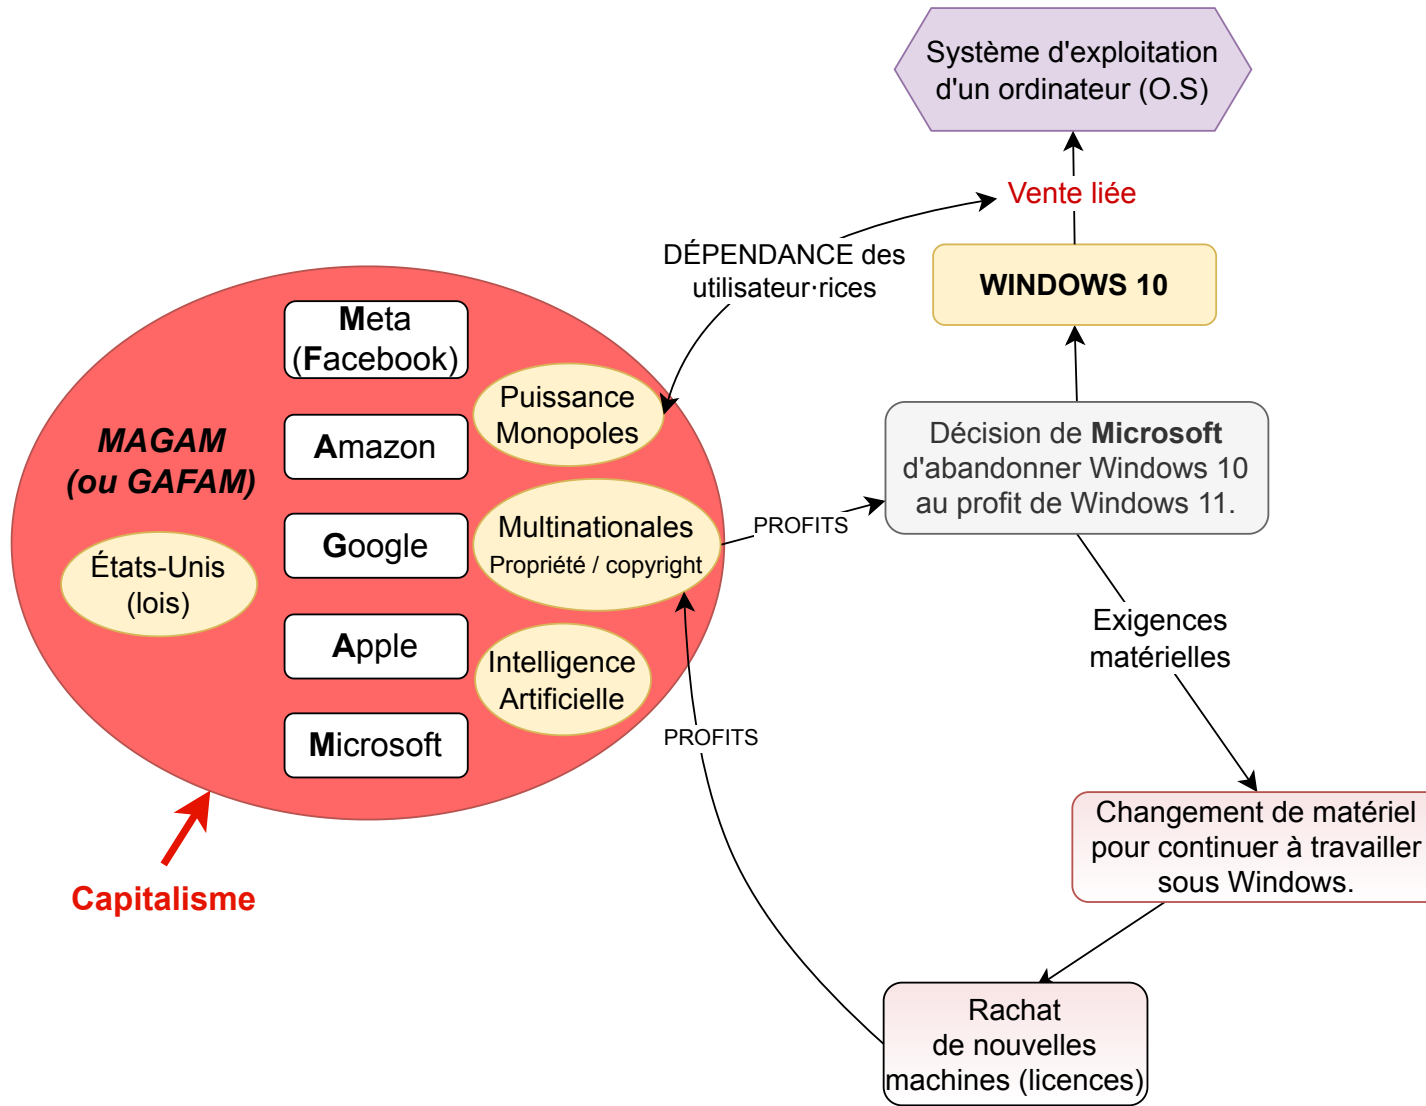 Système d'exploitation
d'un ordinateur (O.S)
Vente liée
DÉPENDANCE des
utilisateur·rices
WINDOWS 10
Meta
(Facebook)
Puissance
Monopoles
MAGAM
(ou GAFAM)
Amazon
Décision de Microsoft
d'abandonner Windows 10
au profit de Windows 11.
Multinationales
Propriété / copyright
PROFITS
Google
États-Unis
(lois)
Exigences
matérielles
Apple
Intelligence
Artificielle
Microsoft
PROFITS
Changement de matériel
pour continuer à travailler
sous Windows.
Capitalisme
Rachat
de nouvelles
machines (licences)